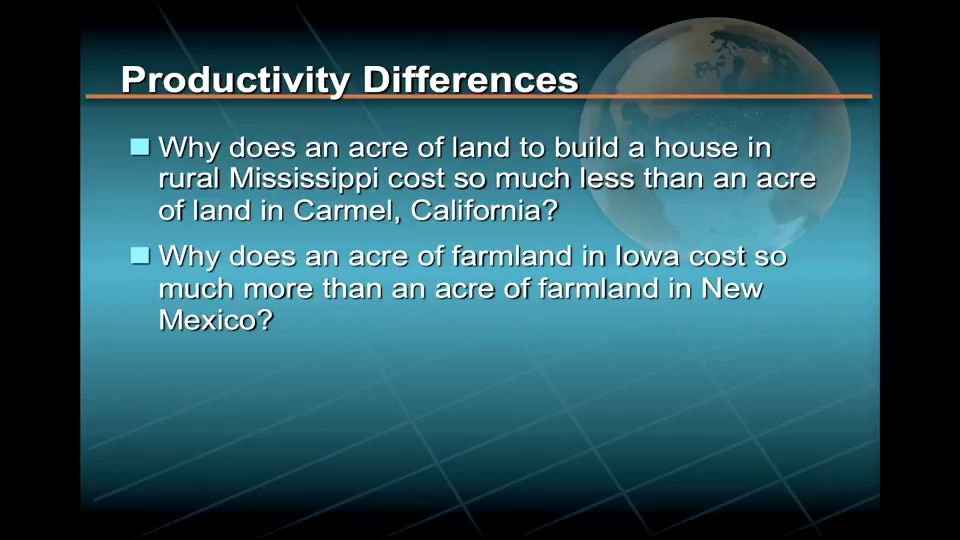 Productivity Differences
Why does an acre of land to build a house in
rural Mississippi cost so much less than an acre
of land in Carmel, California?
Why does an acre of farmland in Iowa cost so
much more than an acre of farmland in New
Mexico?